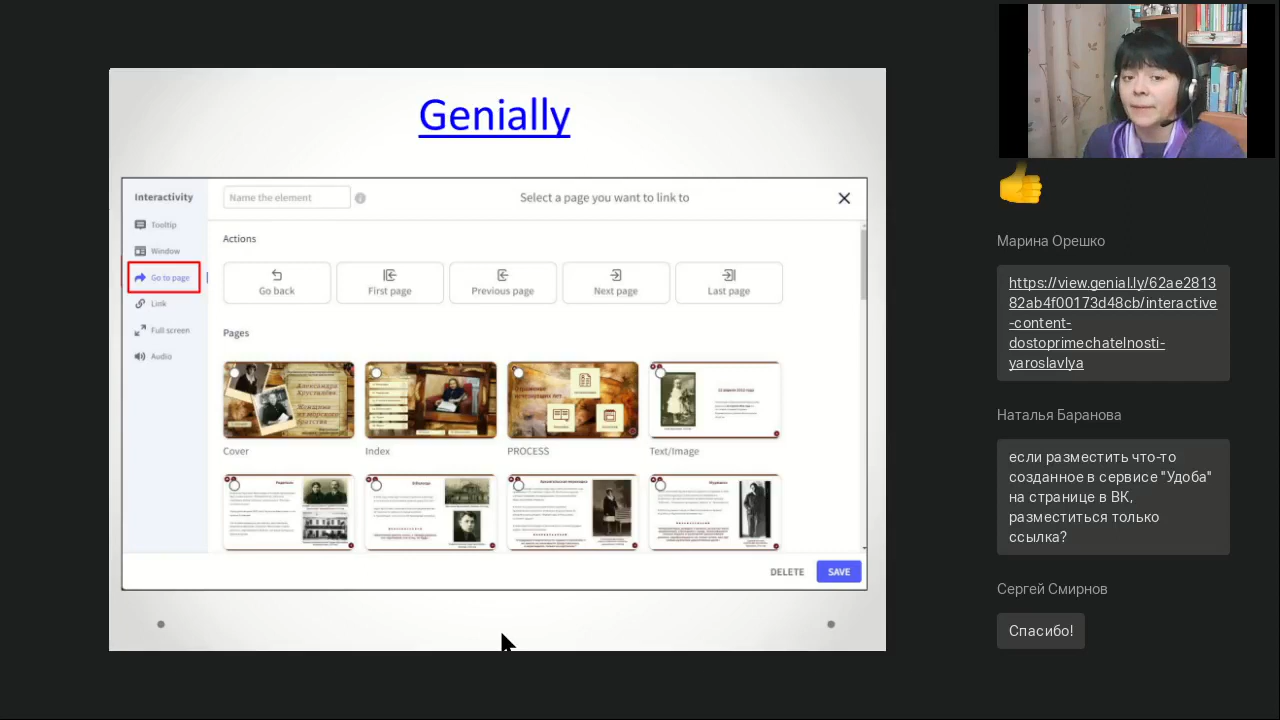 Genially
Interactivity
Name the element
Select a page you want to link to
Tooltip
Window
Go to page
Link
Full screen
Audio
Actions
Go back
First page
Previous page
Next page
Last page
Pages
Александра
Христиановна
Cover
Index
PROCESS
Text/Image
DELETE
SAVE
Марина Орешко
https://view.genial.ly/62ae2813
82ab4f00173d48cb/interactive
-content-
dostoprimechatelnosti-
yaroslavlya
Наталья Баранова
если разместить что-то
созданное в сервисе "Удоба"
на странице в ВК,
разместиться только
ссылка?
Сергей Смирнов
Спасибо!